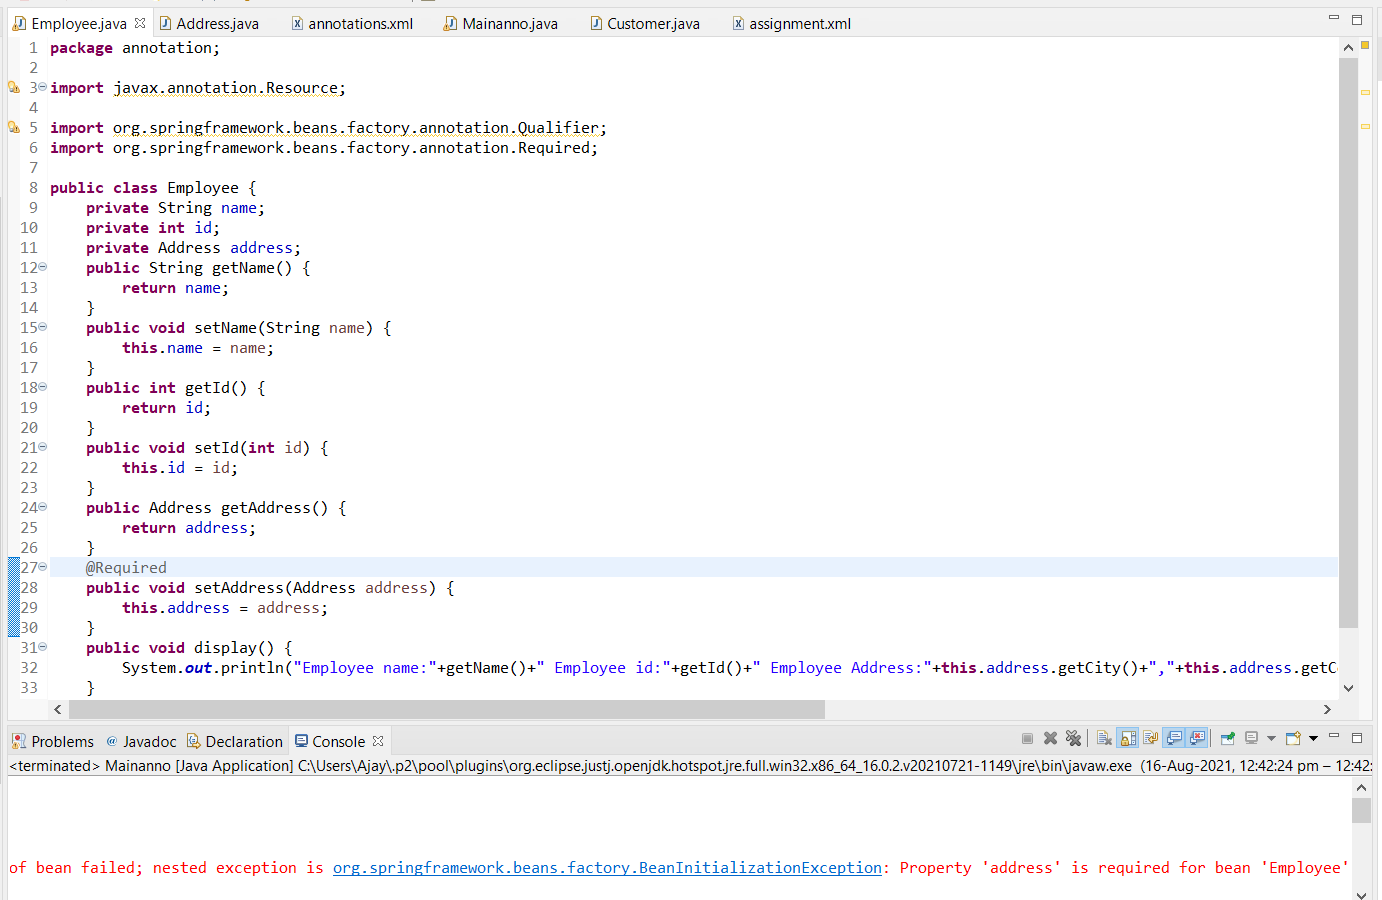 Employee.java Address.java annotations.xml Mainanno.java Customer.java assignment.xml
1 package annotation;
2
3 import javax.annotation.Resource;
4
5 import org.springframework.beans.factory.annotation.Qualifier;
6 import org.springframework.beans.factory.annotation.Required;
7
8 public class Employee {
9 private String name;
10 private int id;
11 private Address address;
12 public String getName() {
13 return name;
14 }
15 public void setName(String name) {
16 this.name = name;
17 }
18 public int getId() {
19 return id;
20 }
21 public void setId(int id) {
22 this.id = id;
23 }
24 public Address getAddress() {
25 return address;
26 }
27 @Required
28 public void setAddress(Address address) {
29 this.address = address;
30 }
31 public void display() {
32 System.out.println("Employee name:"+getName()+" Employee id:"+getId()+" Employee Address:"+this.address.getCity()+","+this.address.getC
33 }
Problems @ Javadoc Declaration Console
<terminated> Mainanno [Java Application] C:\Users\Ajay\.p2\pool\plugins\org.eclipse.justj.openjdk.hotspot.jre.full.win32.x86_64_16.0.2.v20210721-1149\jre\bin\javaw.exe (16-Aug-2021, 12:42:24 pm – 12:42:
of bean failed; nested exception is org.springframework.beans.factory.BeanInitializationException: Property 'address' is required for bean 'Employee'